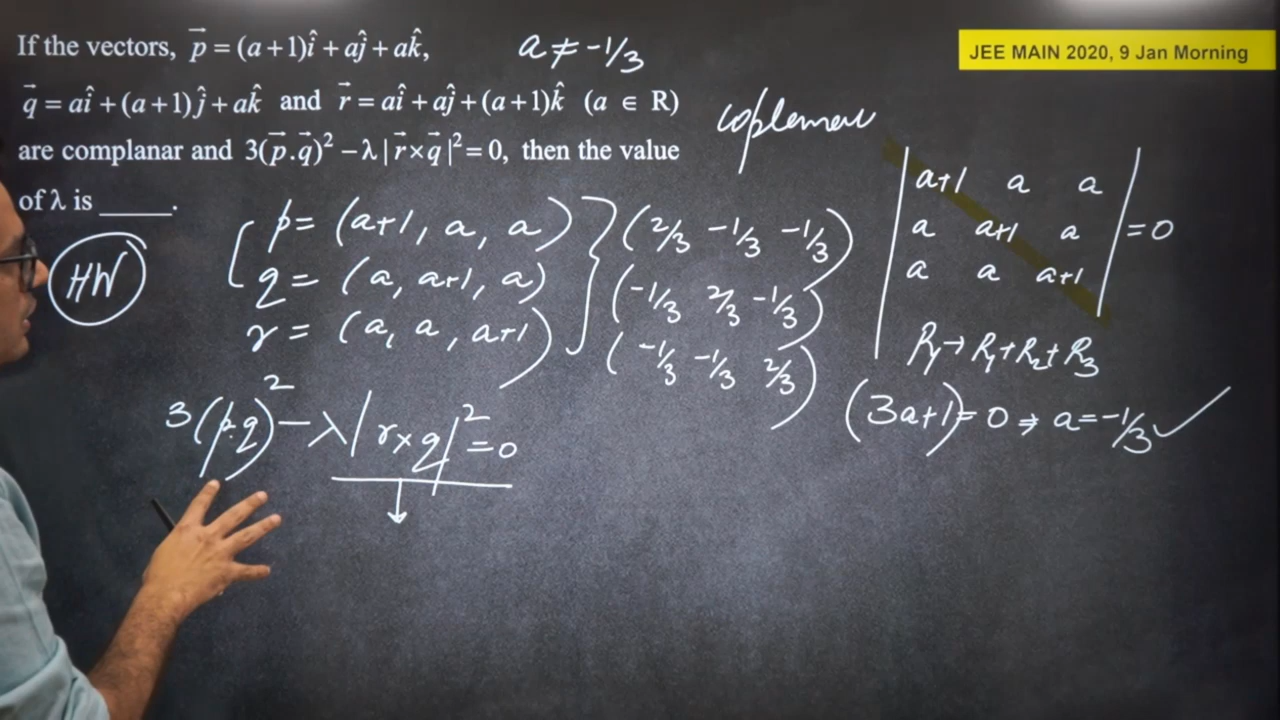 If the vectors, p⃗ = (a+1)î + aĵ + ak̂,
a ≠ -1/3
JEE MAIN 2020, 9 Jan Morning
q⃗ = aî + (a+1)ĵ + ak̂ and r⃗ = aî + aĵ + (a+1)k̂ (a ∈ R)
are complanar and 3(p⃗.q⃗)² − λ|r⃗×q⃗|² = 0, then the value
of λ is _____.
HW
p = (a+1, a, a)
q = (a, a+1, a)
r = (a, a, a+1)
(2/3 -1/3 -1/3)
(-1/3 2/3 -1/3)
(-1/3 -1/3 2/3)
3(p.q)² − λ|r×q|² = 0
a+1 a a
a a+1 a = 0
a a a+1
R₁→R₁+R₂+R₃
(3a+1) = 0 ⇒ a = -1/3 ✓